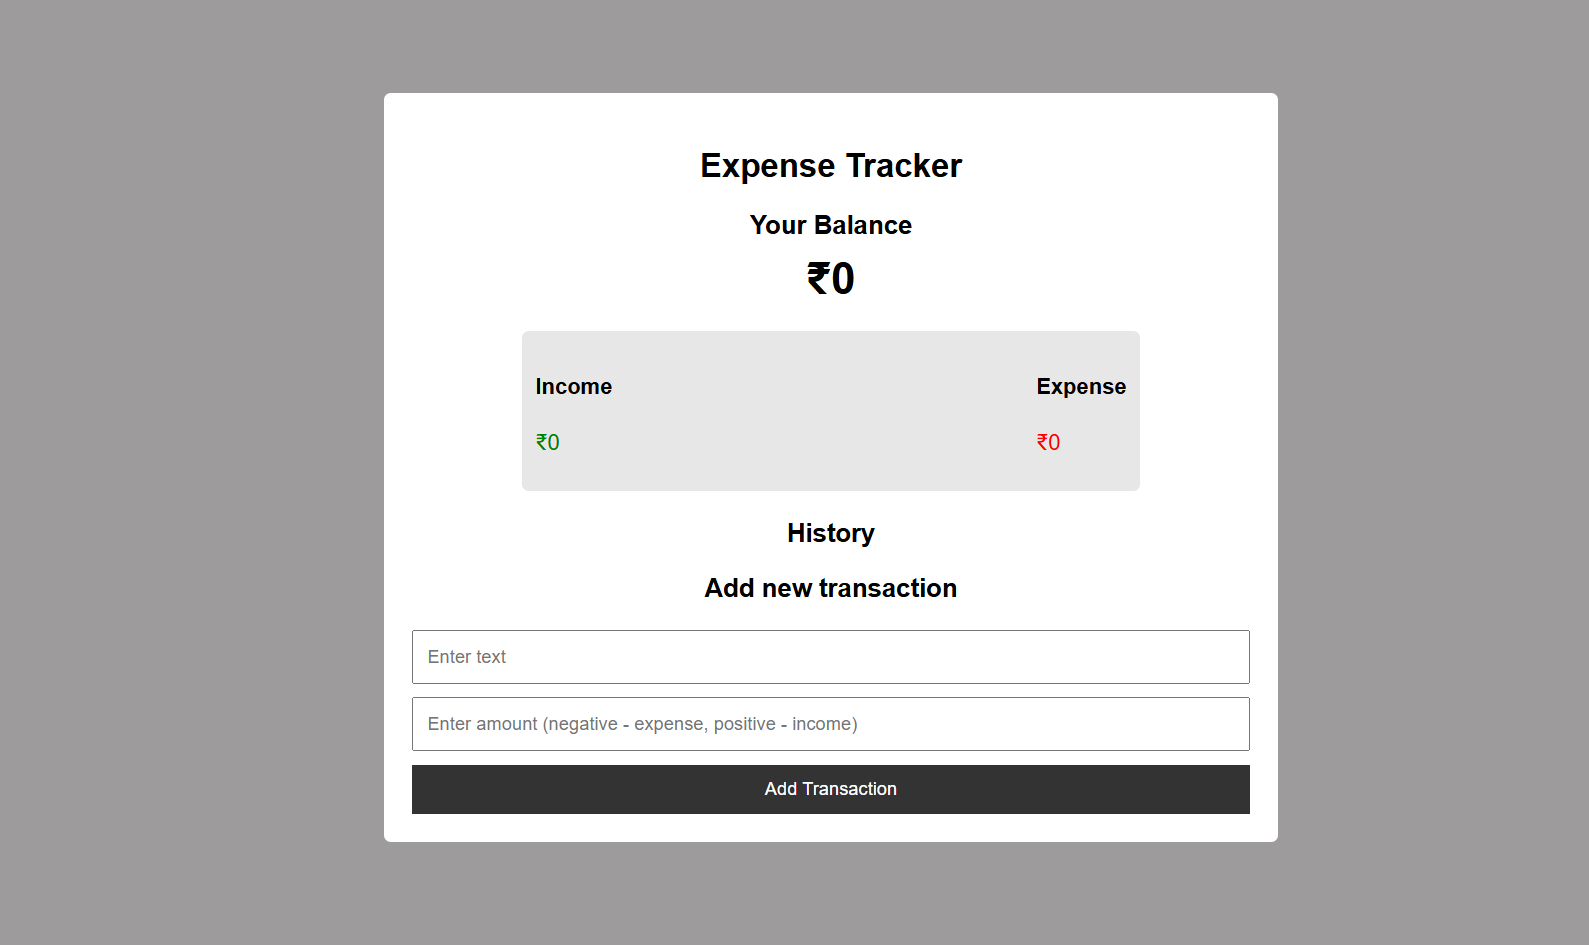 Expense Tracker
Your Balance
₹0
Income
Expense
₹0
₹0
History
Add new transaction
Enter text
Enter amount (negative - expense, positive - income)
Add Transaction